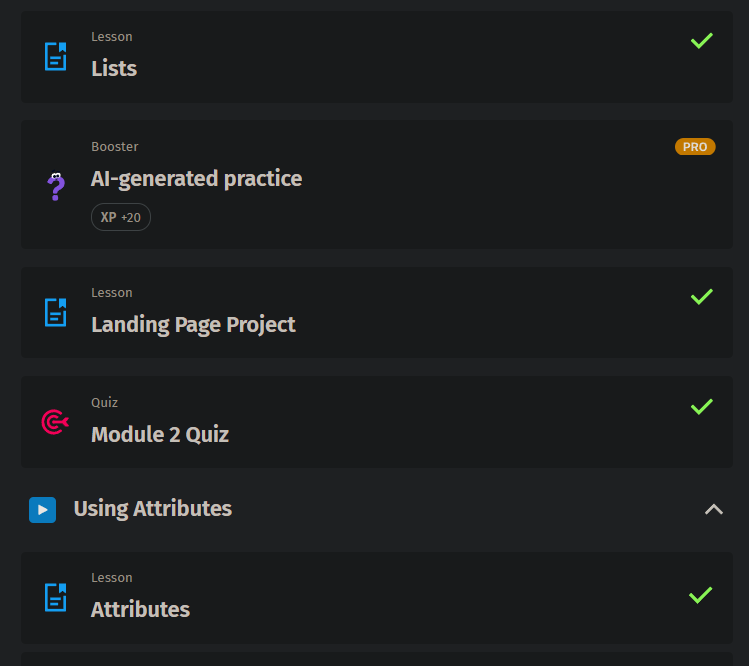 Lesson
Lists
Booster
PRO
AI-generated practice
XP +20
Lesson
Landing Page Project
Quiz
Module 2 Quiz
Using Attributes
Lesson
Attributes